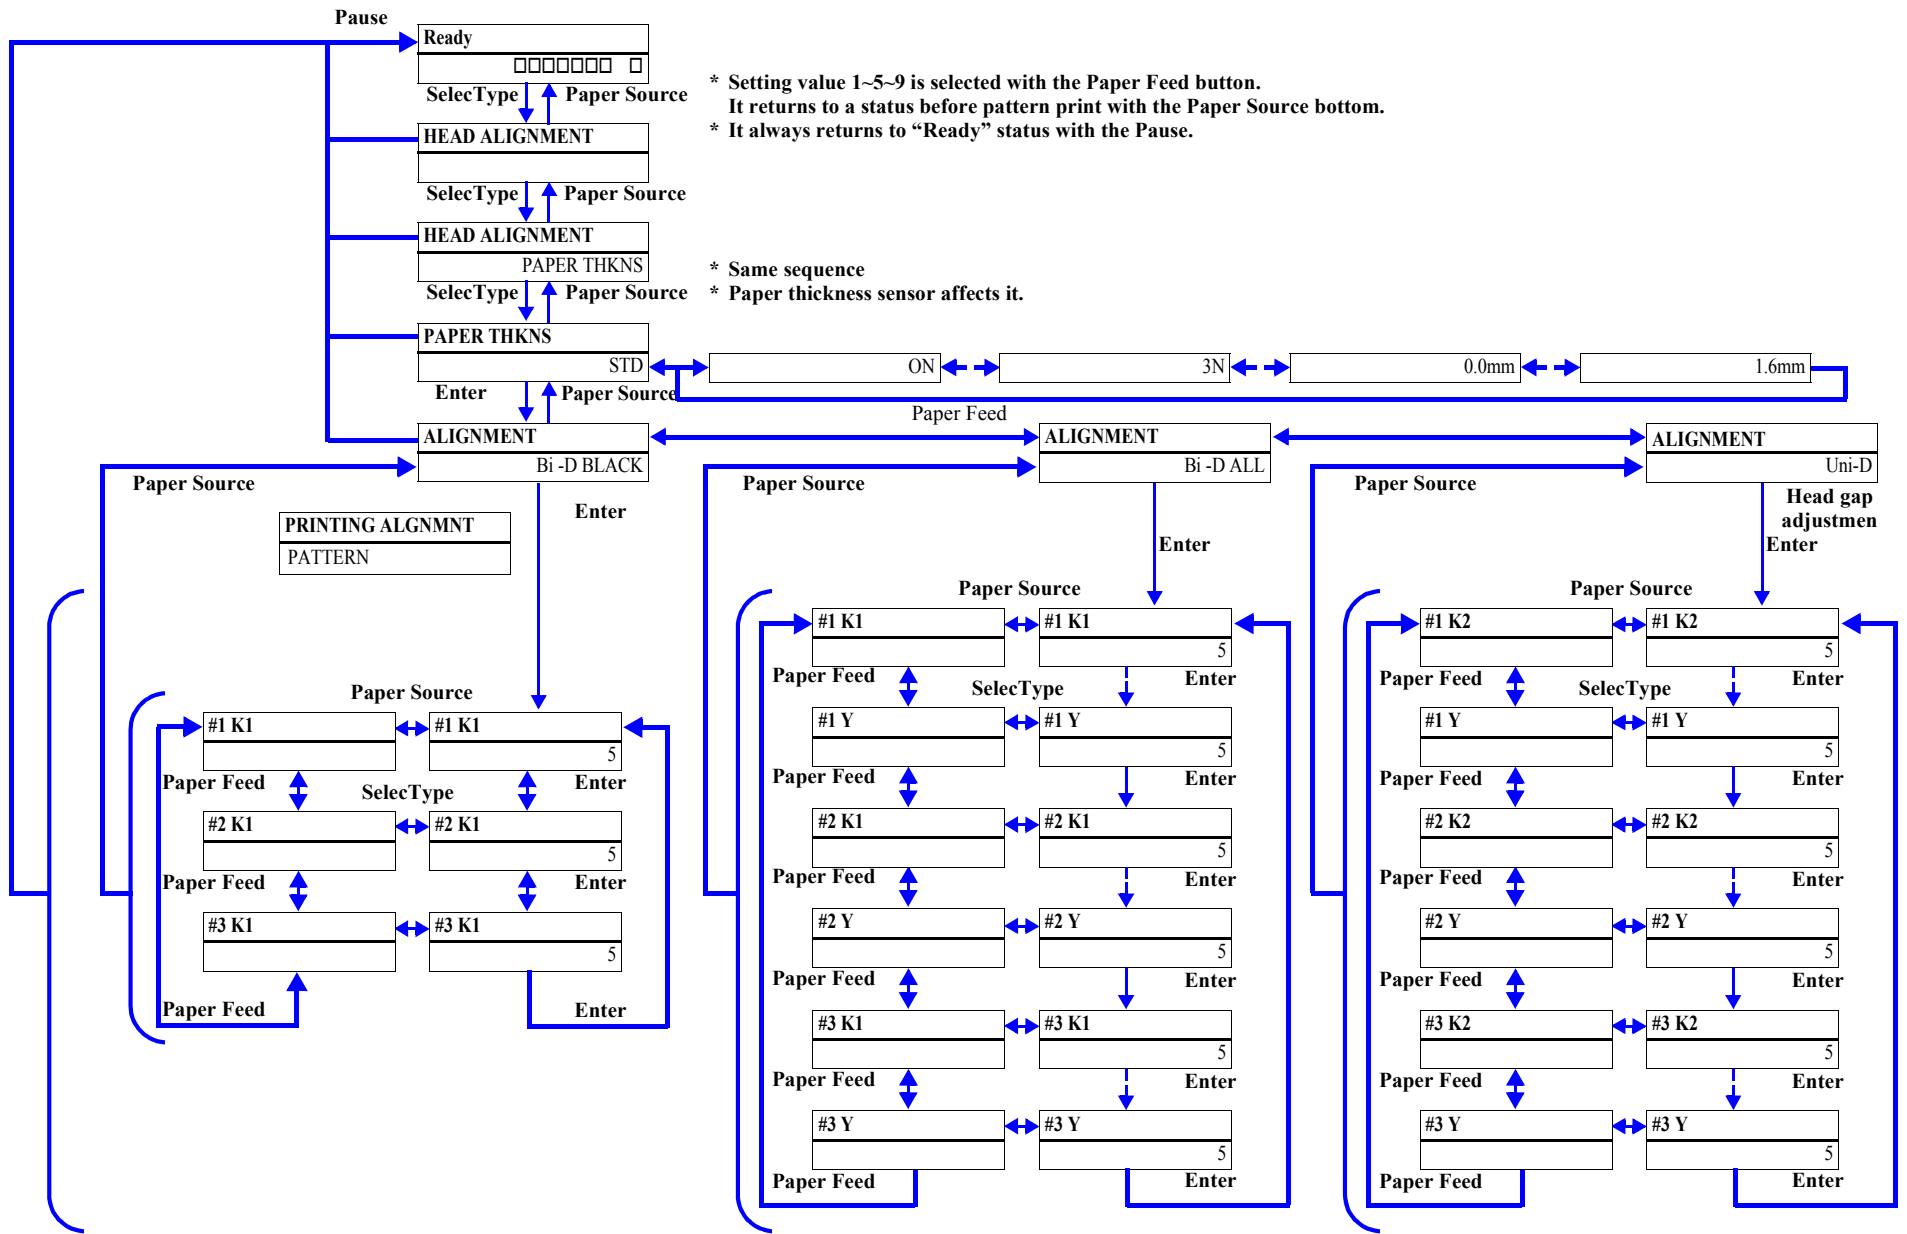 Pause
Ready
□□□□□□□ □
SelecType Paper Source
* Setting value 1~5~9 is selected with the Paper Feed button.
It returns to a status before pattern print with the Paper Source bottom.
* It always returns to “Ready” status with the Pause.
HEAD ALIGNMENT
SelecType Paper Source
HEAD ALIGNMENT
PAPER THKNS
* Same sequence
* Paper thickness sensor affects it.
SelecType Paper Source
PAPER THKNS
STD ON 3N 0.0mm 1.6mm
Enter Paper Source
Paper Feed
ALIGNMENT ALIGNMENT ALIGNMENT
Bi -D BLACK Bi -D ALL Uni-D
Paper Source Paper Source Paper Source
Head gap
adjustmen
Enter Enter Enter
PRINTING ALGNMNT
PATTERN
Paper Source
#1 K1 #1 K1
5
Paper Feed Enter
SelecType
#2 K1 #2 K1
5
Paper Feed Enter
#3 K1 #3 K1
5
Paper Feed Enter
Paper Source
#1 K1 #1 K1
5
Paper Feed Enter
SelecType
#1 Y #1 Y
5
Paper Feed Enter
#2 K1 #2 K1
5
Paper Feed Enter
#2 Y #2 Y
5
Paper Feed Enter
#3 K1 #3 K1
5
Paper Feed Enter
#3 Y #3 Y
5
Paper Feed Enter
Paper Source
#1 K2 #1 K2
5
Paper Feed Enter
SelecType
#1 Y #1 Y
5
Paper Feed Enter
#2 K2 #2 K2
5
Paper Feed Enter
#2 Y #2 Y
5
Paper Feed Enter
#3 K2 #3 K2
5
Paper Feed Enter
#3 Y #3 Y
5
Paper Feed Enter